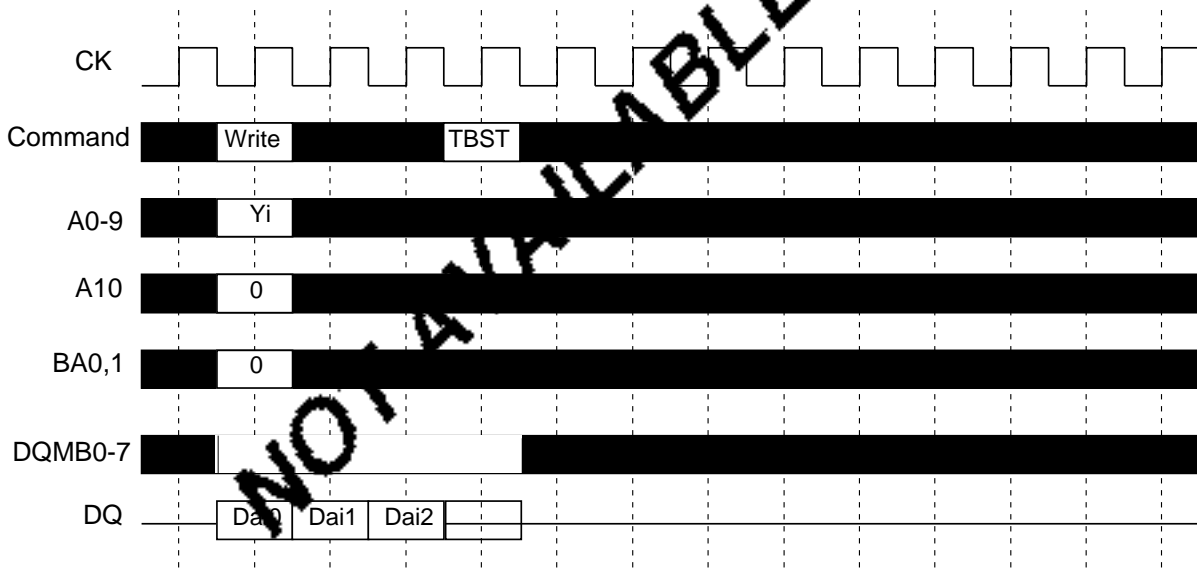 CK
Command Write TBST
A0-9 Yi
A10 0
BA0,1 0
DQMB0-7
DQ Dai0 Dai1 Dai2
NOT AVAILABLE